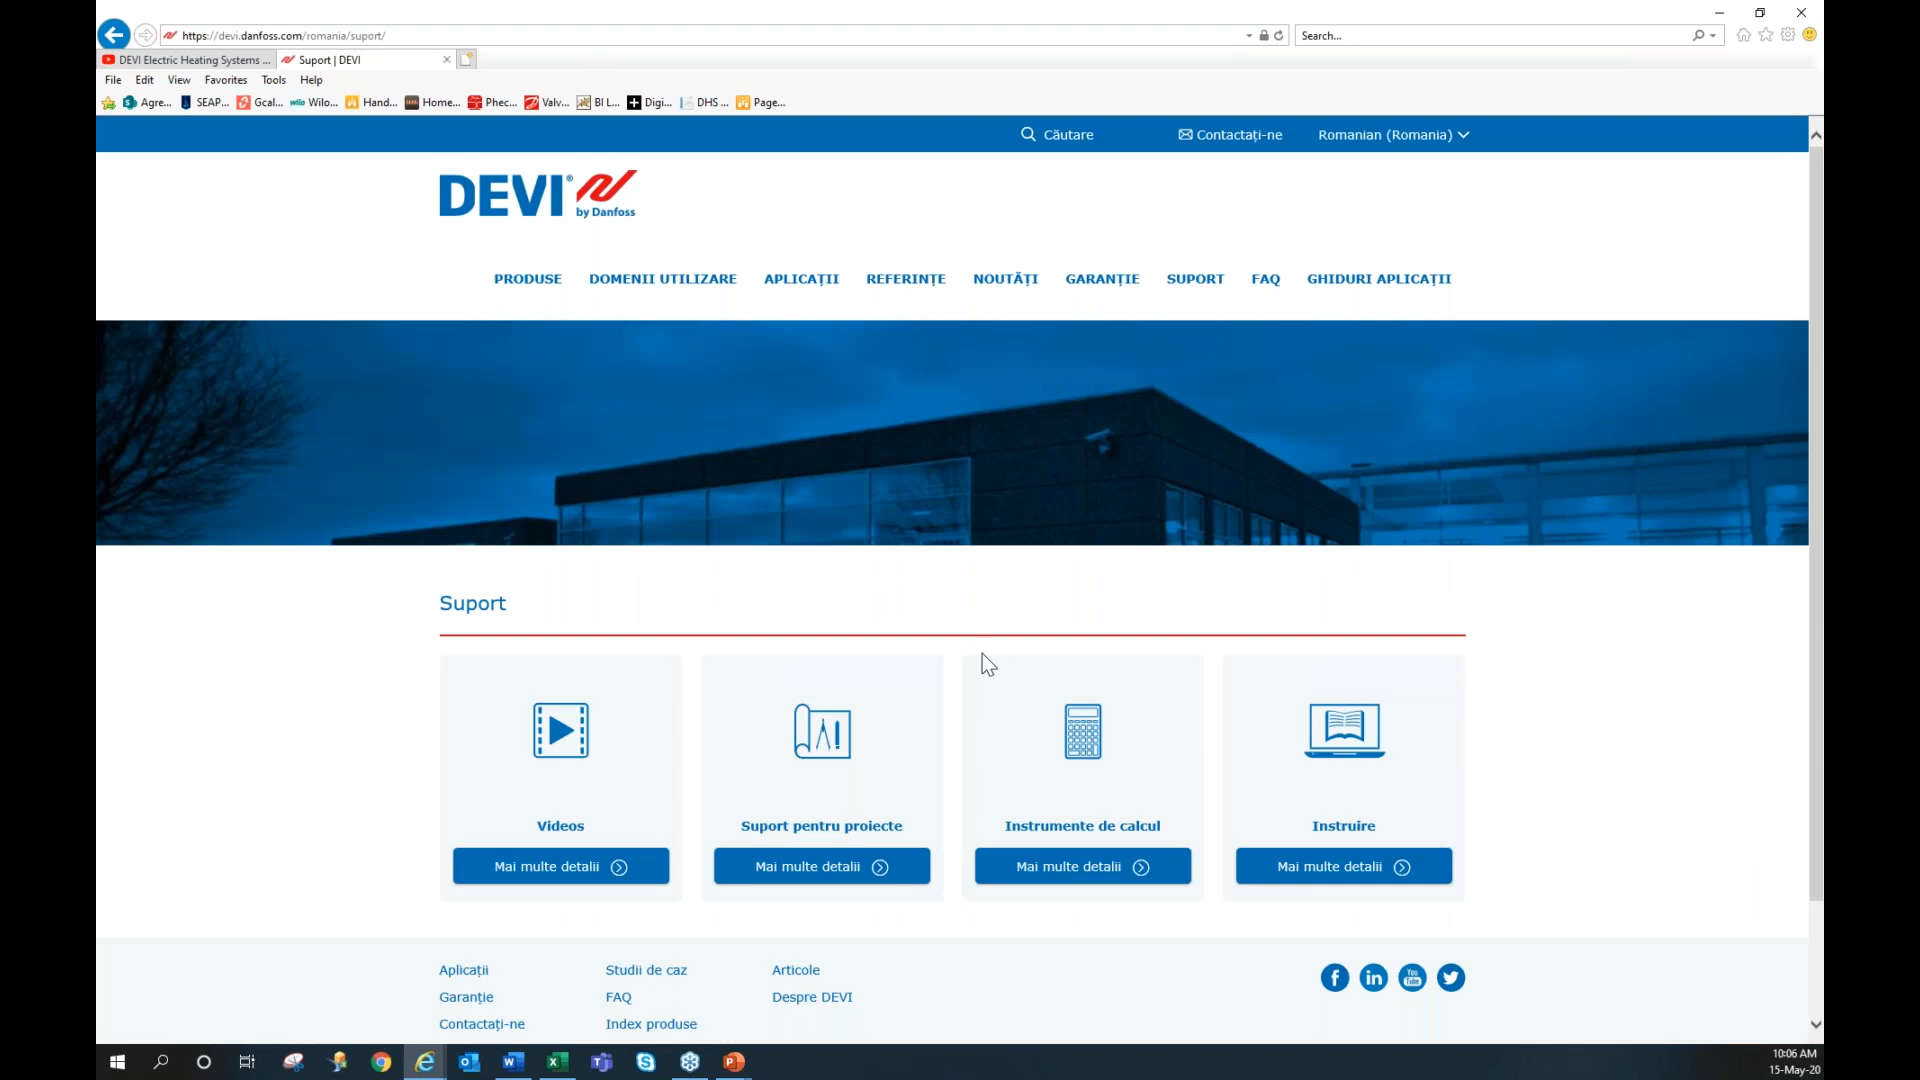 https://devi.danfoss.com/romania/suport/
Search...
DEVI Electric Heating Systems ...
Suport | DEVI
File Edit View Favorites Tools Help
Agre... SEAP... Gcal... wilo Wilo... Hand... Home... Phec... Valv... BI L... Digi... DHS ... Page...
Căutare Contactați-ne Romanian (Romania)
DEVI®
by Danfoss
PRODUSE DOMENII UTILIZARE APLICAȚII REFERINȚE NOUTĂȚI GARANȚIE SUPORT FAQ GHIDURI APLICAȚII
Suport
Videos Suport pentru proiecte Instrumente de calcul Instruire
Mai multe detalii Mai multe detalii Mai multe detalii Mai multe detalii
Aplicații Studii de caz Articole
Garanție FAQ Despre DEVI
Contactați-ne Index produse
10:06 AM
15-May-20